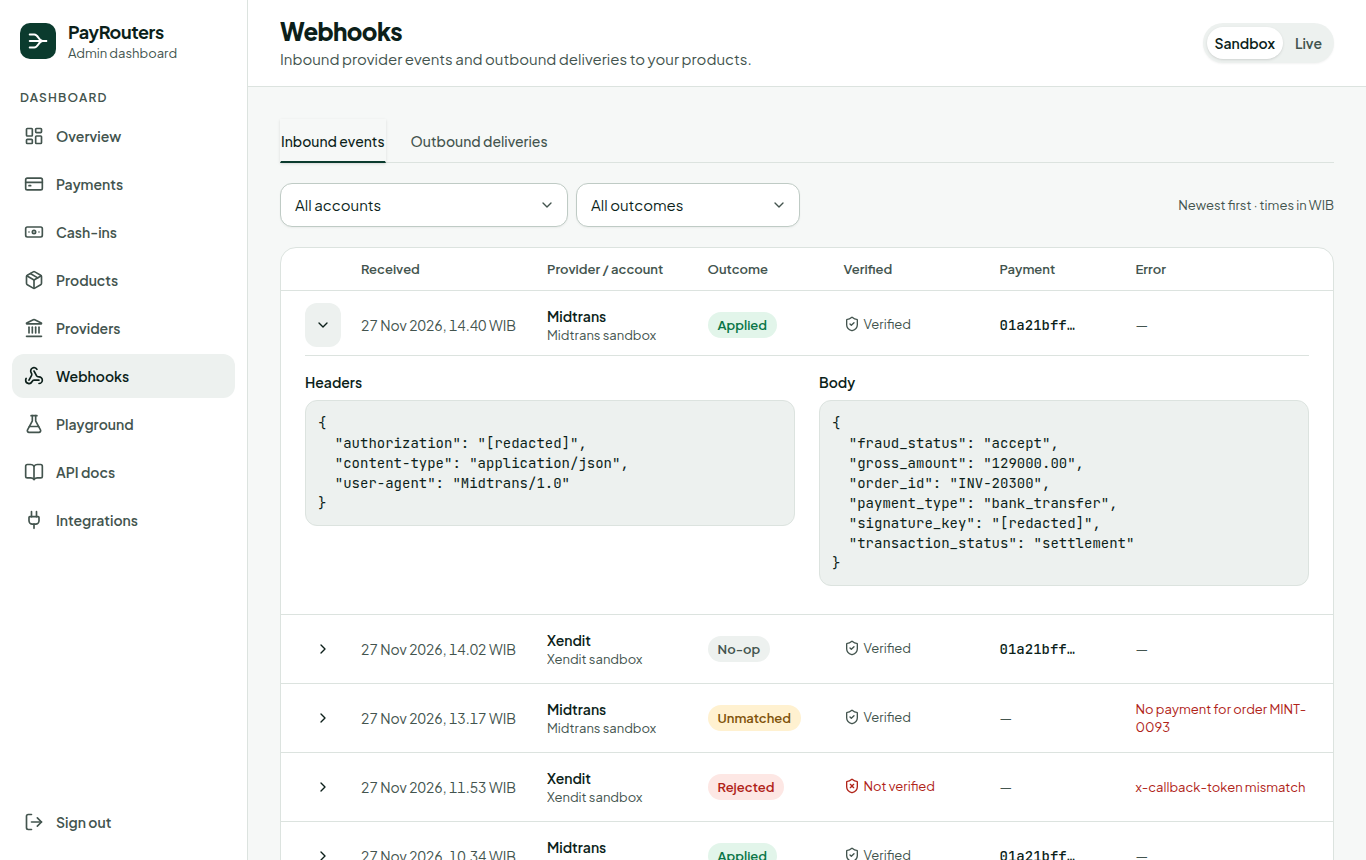 PayRouters
Admin dashboard
DASHBOARD
Overview
Payments
Cash-ins
Products
Providers
Webhooks
Playground
API docs
Integrations
Sign out
Webhooks
Inbound provider events and outbound deliveries to your products.
Sandbox Live
Inbound events Outbound deliveries
All accounts All outcomes Newest first · times in WIB
Received Provider / account Outcome Verified Payment Error
27 Nov 2026, 14.40 WIB Midtrans Applied Verified 01a21bff… —
Midtrans sandbox
Headers
{
"authorization": "[redacted]",
"content-type": "application/json",
"user-agent": "Midtrans/1.0"
}
Body
{
"fraud_status": "accept",
"gross_amount": "129000.00",
"order_id": "INV-20300",
"payment_type": "bank_transfer",
"signature_key": "[redacted]",
"transaction_status": "settlement"
}
27 Nov 2026, 14.02 WIB Xendit No-op Verified 01a21bff… —
Xendit sandbox
27 Nov 2026, 13.17 WIB Midtrans Unmatched Verified — No payment for order MINT-
Midtrans sandbox 0093
27 Nov 2026, 11.53 WIB Xendit Rejected Not verified — x-callback-token mismatch
Xendit sandbox
27 Nov 2026, 10.34 WIB Midtrans Applied Verified 01a21bff… —